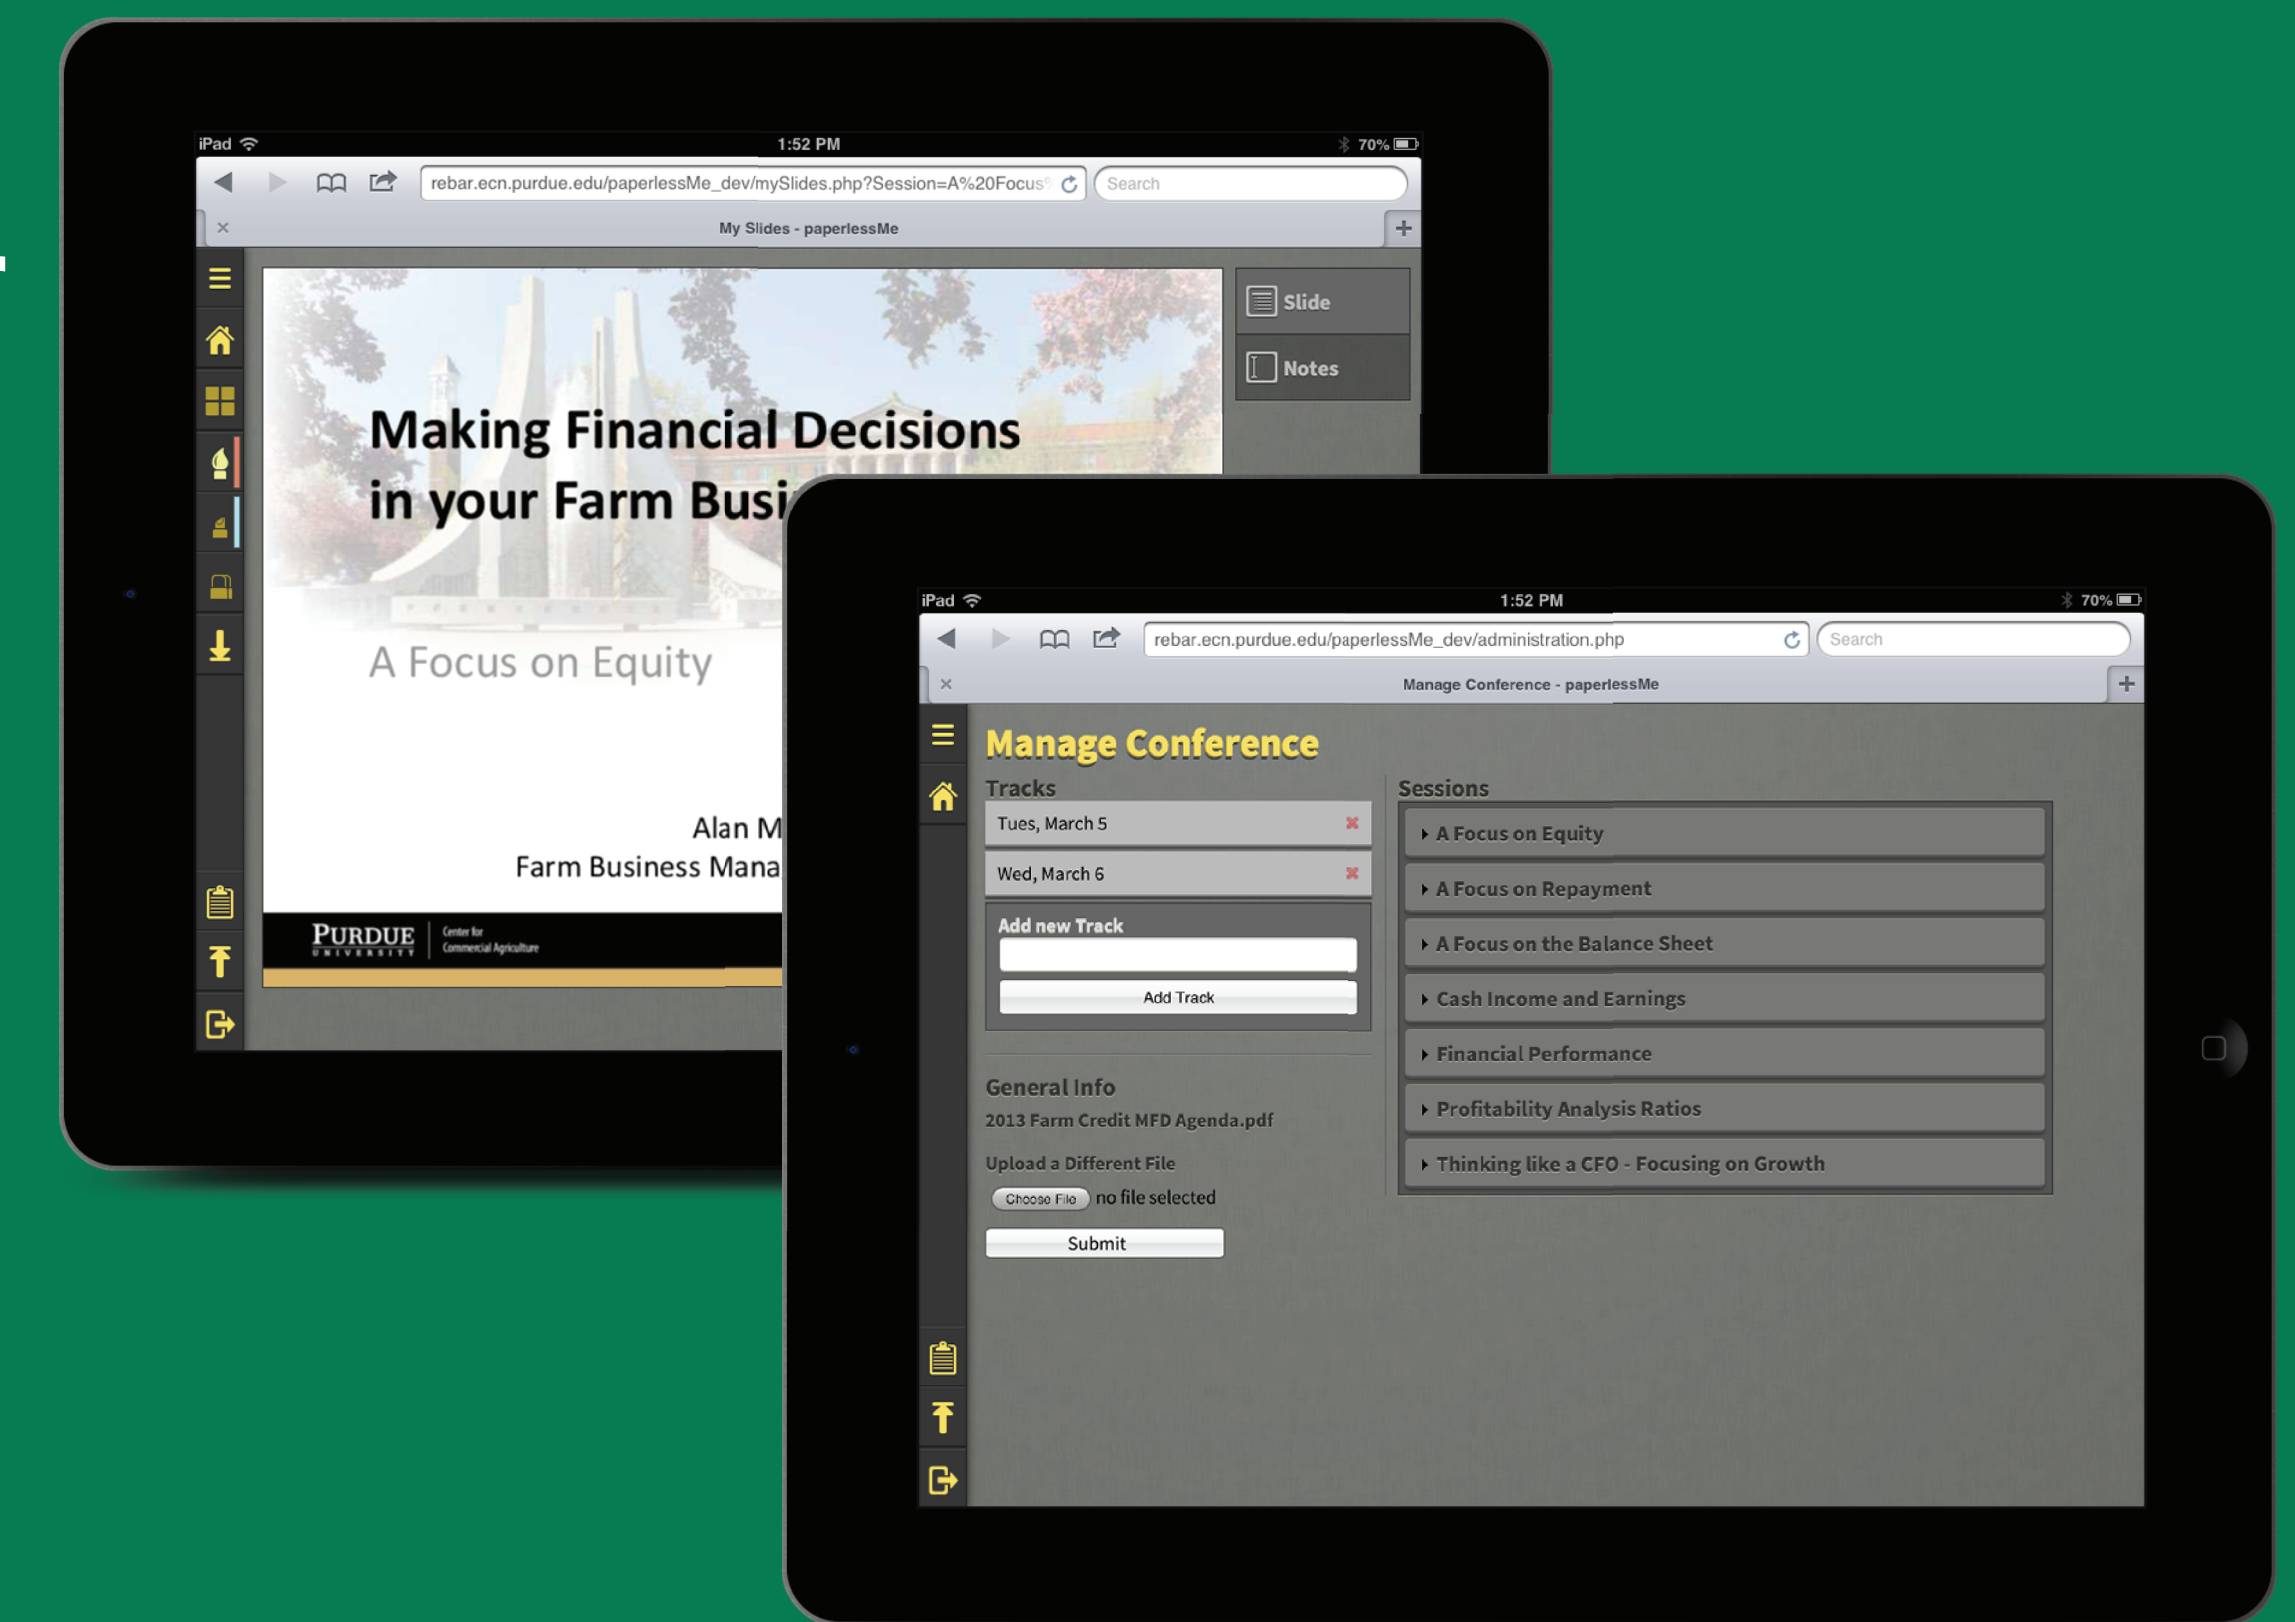 iPad
1:52 PM
70%
rebar.ecn.purdue.edu/paperlessMe_dev/mySlides.php?Session=A%20Focus%
Search
My Slides - paperlessMe
Slide
Notes
Making Financial Decisions
in your Farm Busi
A Focus on Equity
Alan M
Farm Business Mana
PURDUE
UNIVERSITY
Center for
Commercial Agriculture
iPad
1:52 PM
70%
rebar.ecn.purdue.edu/paperlessMe_dev/administration.php
Search
Manage Conference - paperlessMe
Manage Conference
Tracks
Tues, March 5
Wed, March 6
Add new Track
Add Track
General Info
2013 Farm Credit MFD Agenda.pdf
Upload a Different File
Choose File no file selected
Submit
Sessions
A Focus on Equity
A Focus on Repayment
A Focus on the Balance Sheet
Cash Income and Earnings
Financial Performance
Profitability Analysis Ratios
Thinking like a CFO - Focusing on Growth